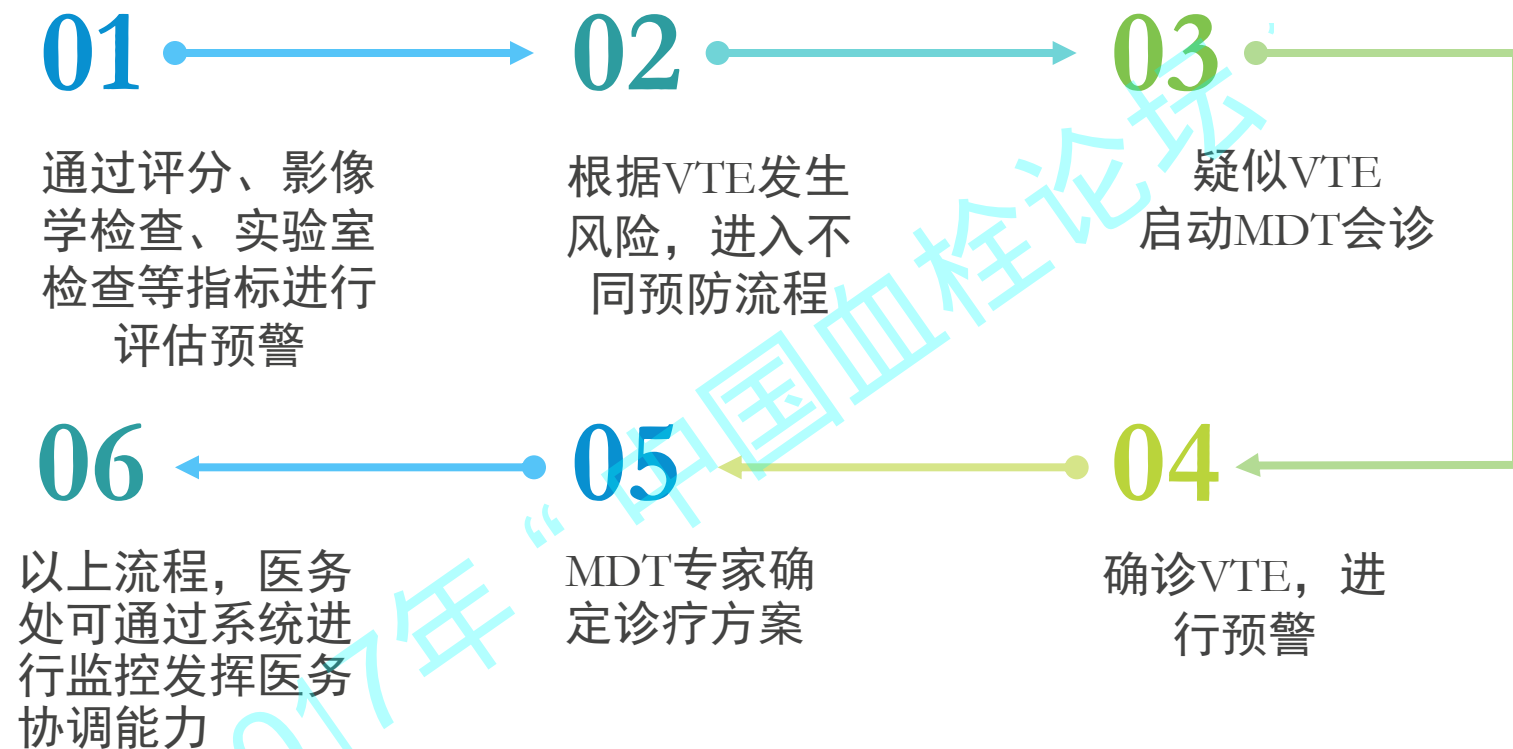 01
02
03
通过评分、影像
学检查、实验室
检查等指标进行
评估预警
根据VTE发生
风险，进入不
同预防流程
疑似VTE
启动MDT会诊
06
05
04
以上流程，医务
处可通过系统进
行监控发挥医务
协调能力
MDT专家确
定诊疗方案
确诊VTE，进
行预警
017年“中国血栓论坛